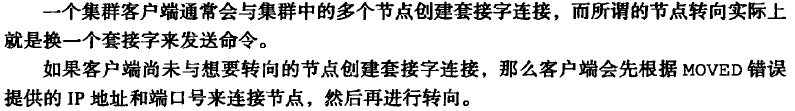 一个集群客户端通常会与集群中的多个节点创建套接字连接，而所谓的节点转向实际上
就是换一个套接字来发送命令。
如果客户端尚未与想要转向的节点创建套接字连接，那么客户端会先根据 MOVED 错误
提供的 IP 地址和端口号来连接节点，然后再进行转向。